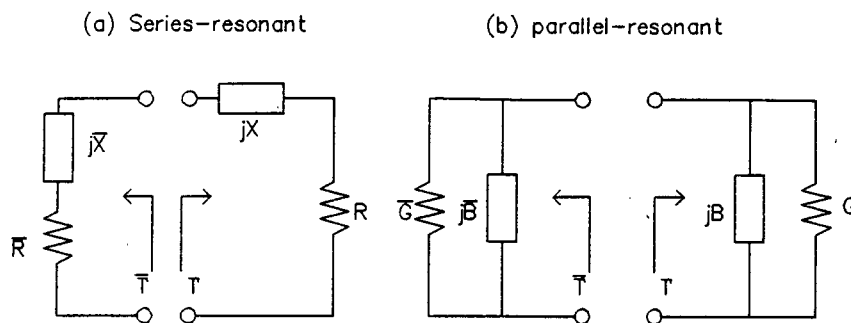 (a) Series-resonant
(b) parallel-resonant
jX̅
jX
R̅
R
T̅
T
G̅
jB̅
jB
G
T̅
T